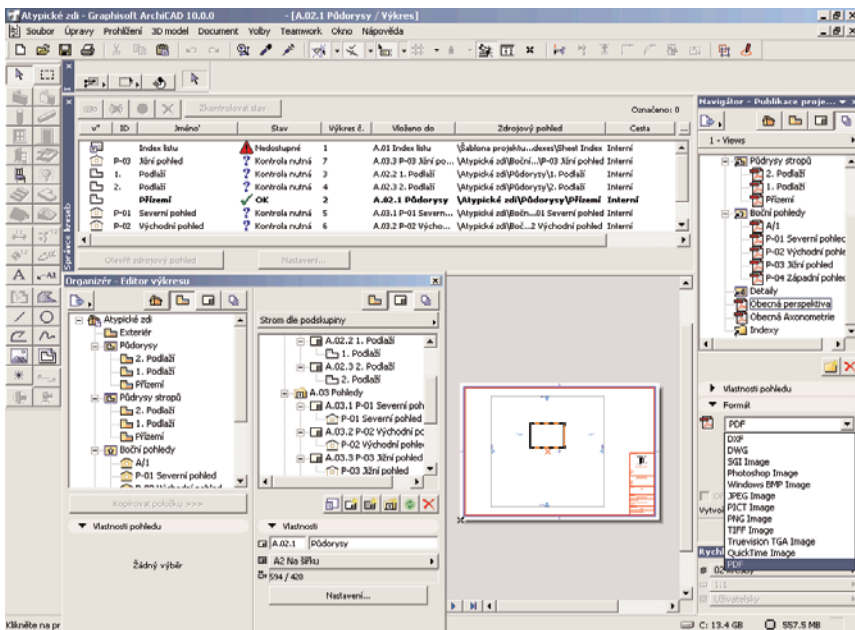 Atypické zdi - Graphisoft ArchiCAD 10.0.0 - [A.02.1 Půdorysy / Výkres]
Soubor Úpravy Prohlížení 3D model Document Volby Teamwork Okno Nápověda
Zkontrolovat stav
Označeno: 0
v" ID Jméno' Stav Výkres č. Vloženo do Zdrojový pohled Cesta ...
Index listu Nedostupné 1 A.01 Index listu \Šablona projektu...dexes\Sheet Index Interní
P-03 Jižní pohled ? Kontrola nutná 7 A.03.3 P-03 Jižní po... \Atypické zdi\Boční...\P-03 Jižní pohled Interní
1. Podlaží ? Kontrola nutná 3 A.02.2 1. Podlaží \Atypické zdi\Půdorysy\1. Podlaží Interní
2. Podlaží ? Kontrola nutná 4 A.02.3 2. Podlaží \Atypické zdi\Půdorysy\2. Podlaží Interní
OK 2 A.02.1 Půdorysy \Atypické zdi\Půdorysy\Přízemí Interní
P-01 Severní pohled ? Kontrola nutná 5 A.03.1 P-01 Severn... \Atypické zdi\Boč...01 Severní pohled Interní
P-02 Východní pohled ? Kontrola nutná 6 A.03.2 P-02 Výcho... \Atypické zdi\Boč...2 Východní pohled Interní
Správce kreseb
Otevřít zdrojový pohled
Nastavení...
Organizér - Editor výkresu
Atypické zdi
Exteriér
Půdorysy
2. Podlaží
1. Podlaží
Přízemí
Půdrysy stropů
2. Podlaží
1. Podlaží
Přízemí
Boční pohledy
A/1
P-01 Severní pohled
Kopírovat položku >>>
Vlastnosti pohledu
Žádný výběr
Strom dle podskupiny
A.02.2 1. Podlaží
1. Podlaží
A.02.3 2. Podlaží
2. Podlaží
A.03 Pohledy
A.03.1 P-01 Severní poh
P-01 Severní pohled
A.03.2 P-02 Východní pc
P-02 Východní pohle
A.03.3 P-03 Jižní pohled
P-03 Jižní pohled
Vlastnosti
A.02.1 Půdorysy
A2 Na šířku
594 / 420
Nastavení...
Navigátor - Publikace proje...
1 - Views
Půdrysy stropů
2. Podlaží
1. Podlaží
Přízemí
Boční pohledy
A/1
P-01 Severní pohlec
P-02 Východní pohle
P-03 Jižní pohled
P-04 Západní pohlec
Detaily
Obecná perspektiva
Obecná Axonometrie
Indexy
Vlastnosti pohledu
Formát
PDF
DXF
DWG
SGI Image
Photoshop Image
Windows BMP Image
JPEG Image
PICT Image
PNG Image
TIFF Image
Truevision TGA Image
QuickTime Image
PDF
Vytvoř
Rychl
1:1
Uživatelsky
Klikněte na pr
C: 13.4 GB 557.5 MB